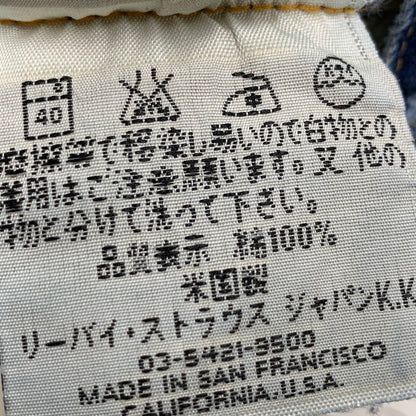 40
摩擦等で移染し易いので白物との
着用はご注意願います。又 他の
物と分けて洗って下さい。
品質表示 綿100%
米国製
リーバイ・ストラウス ジャパンK.K.
03-5421-9500
MADE IN SAN FRANCISCO
CALIFORNIA, U.S.A.